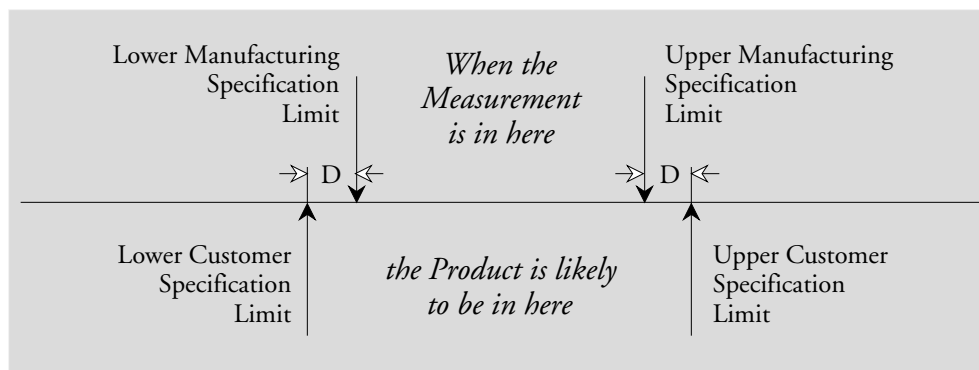 Lower Manufacturing
Specification
Limit
When the
Measurement
is in here
Upper Manufacturing
Specification
Limit
D
D
Lower Customer
Specification
Limit
the Product is likely
to be in here
Upper Customer
Specification
Limit